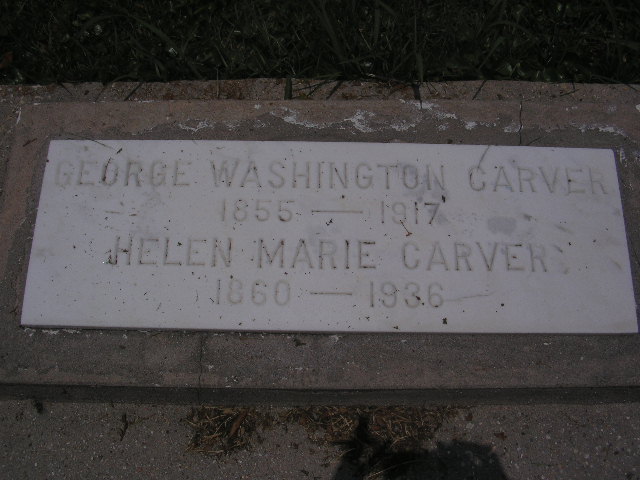 GEORGE WASHINGTON CARVER
1855 — 1917
HELEN MARIE CARVER
1860 — 1936